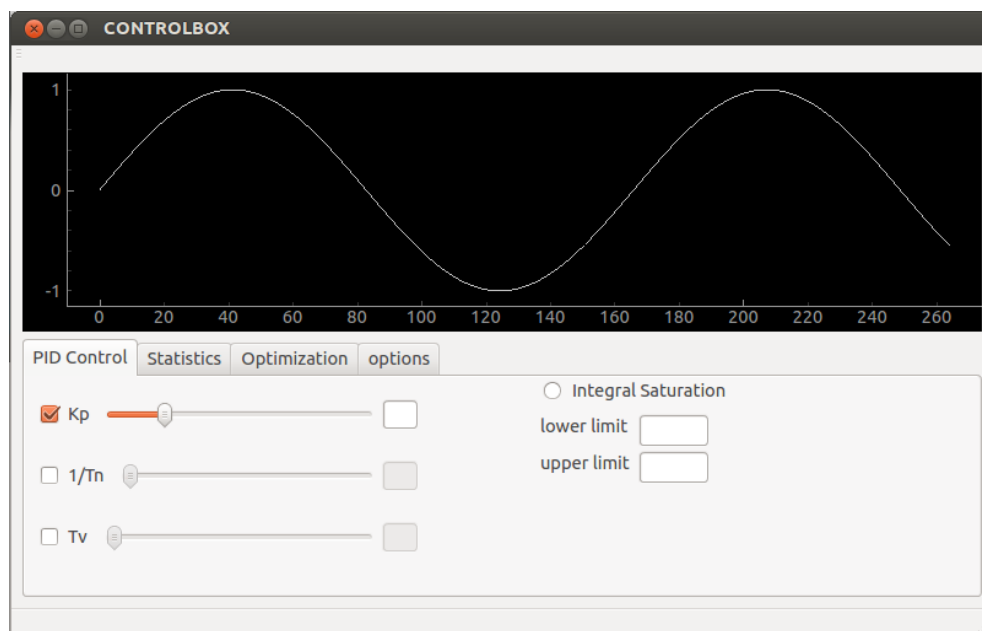 CONTROLBOX
1
0
-1
0 20 40 60 80 100 120 140 160 180 200 220 240 260
PID Control Statistics Optimization options
Kp
1/Tn
Tv
Integral Saturation
lower limit
upper limit